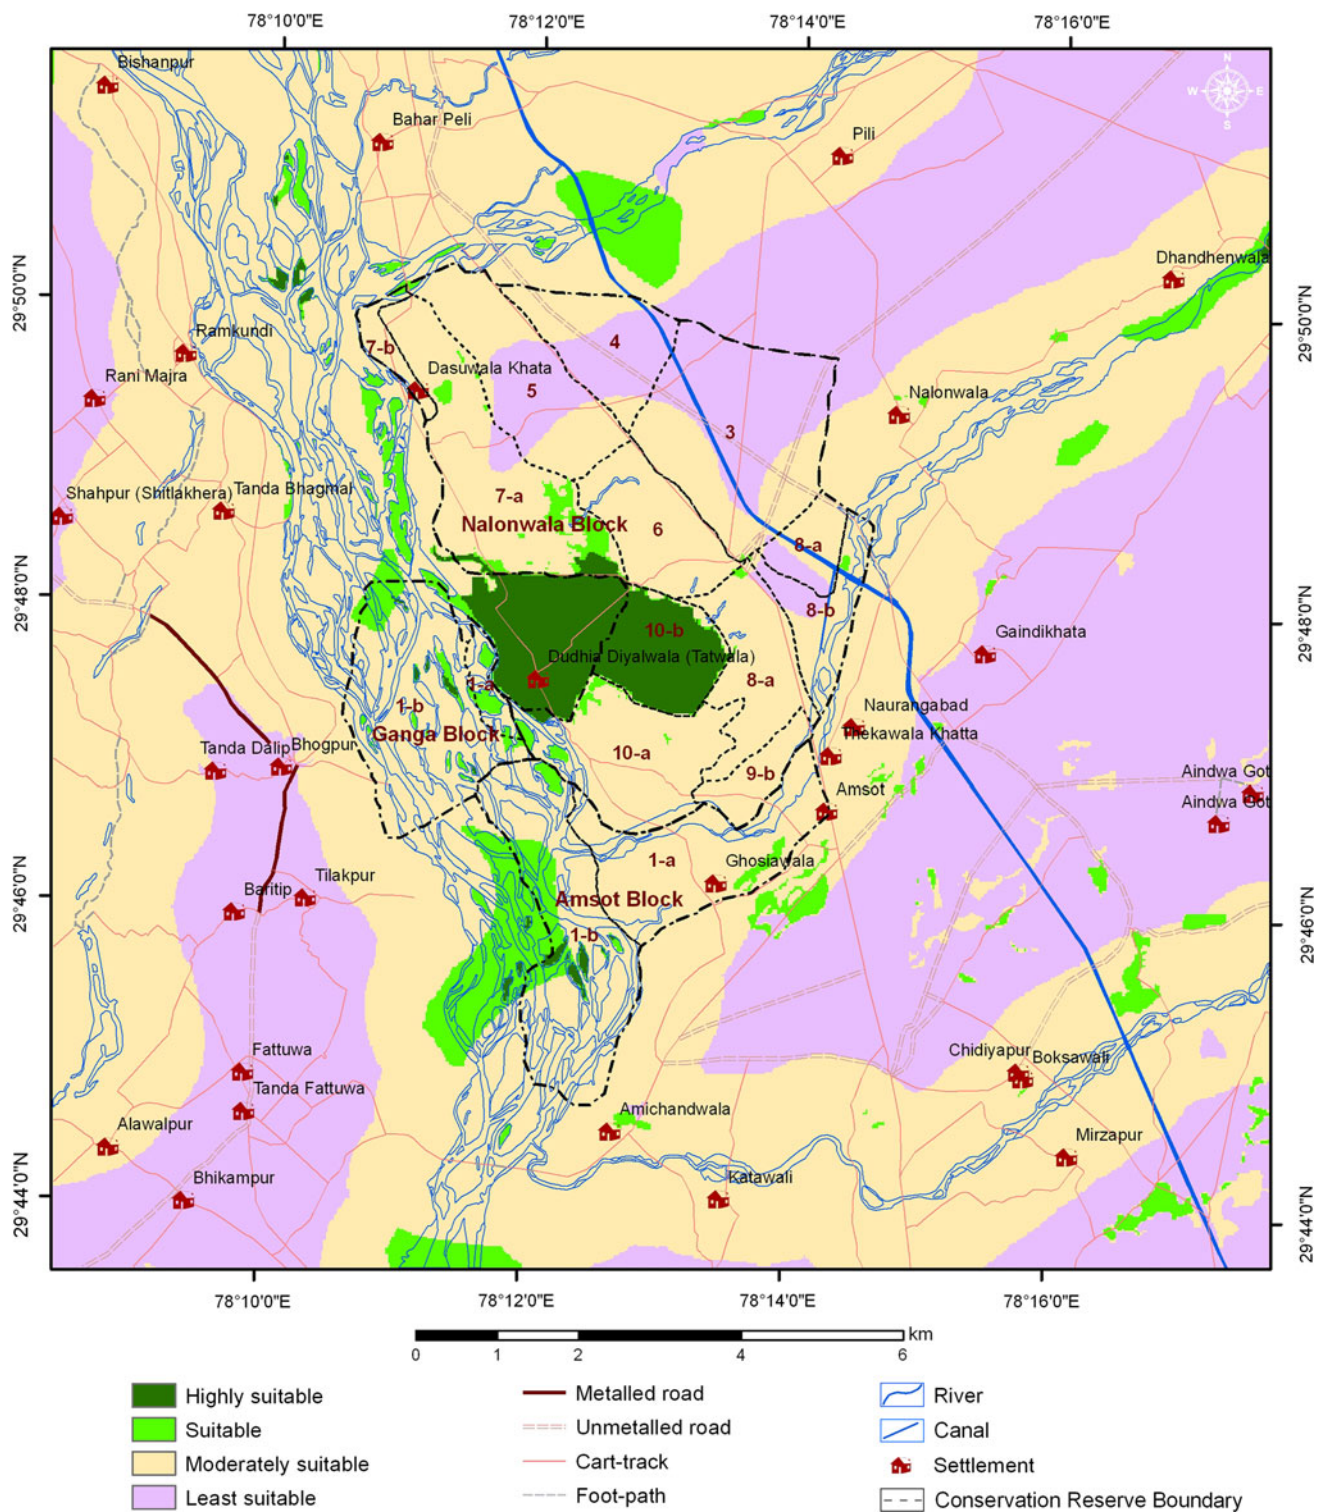 78°10'0"E 78°12'0"E 78°14'0"E 78°16'0"E
N
W E
S
Bishanpur
Bahar Peli
Pili
Dhandhenwala
29°50'0"N
29°50'0"N
4
7-b
Ramkundi
Rani Majra
Dasuwala Khata
5
Nalonwala
3
Shahpur (Shitlakhera)
Tanda Bhagmal
7-a
Nalonwala Block
6
8-a
29°48'0"N
29°48'0"N
8-b
10-b
Gaindikhata
Dudhia Diyalwala (Tatwala)
1-a
8-a
1-b
Ganga Block
Naurangabad
Thekawala Khatta
Tanda Dalip
Bhogpur
10-a
9-b
Aindwa Got
Amsot
Aindwa Got
1-a
Ghosiawala
Tilakpur
Baritip
29°46'0"N
29°46'0"N
Amsot Block
1-b
Fattuwa
Chidiyapur
Boksawali
Tanda Fattuwa
Alawalpur
Amichandwala
Mirzapur
Bhikampur
Katawali
29°44'0"N
29°44'0"N
78°10'0"E 78°12'0"E 78°14'0"E 78°16'0"E
km
0 1 2 4 6
Highly suitable
Suitable
Moderately suitable
Least suitable
Metalled road
Unmetalled road
Cart-track
Foot-path
River
Canal
Settlement
Conservation Reserve Boundary